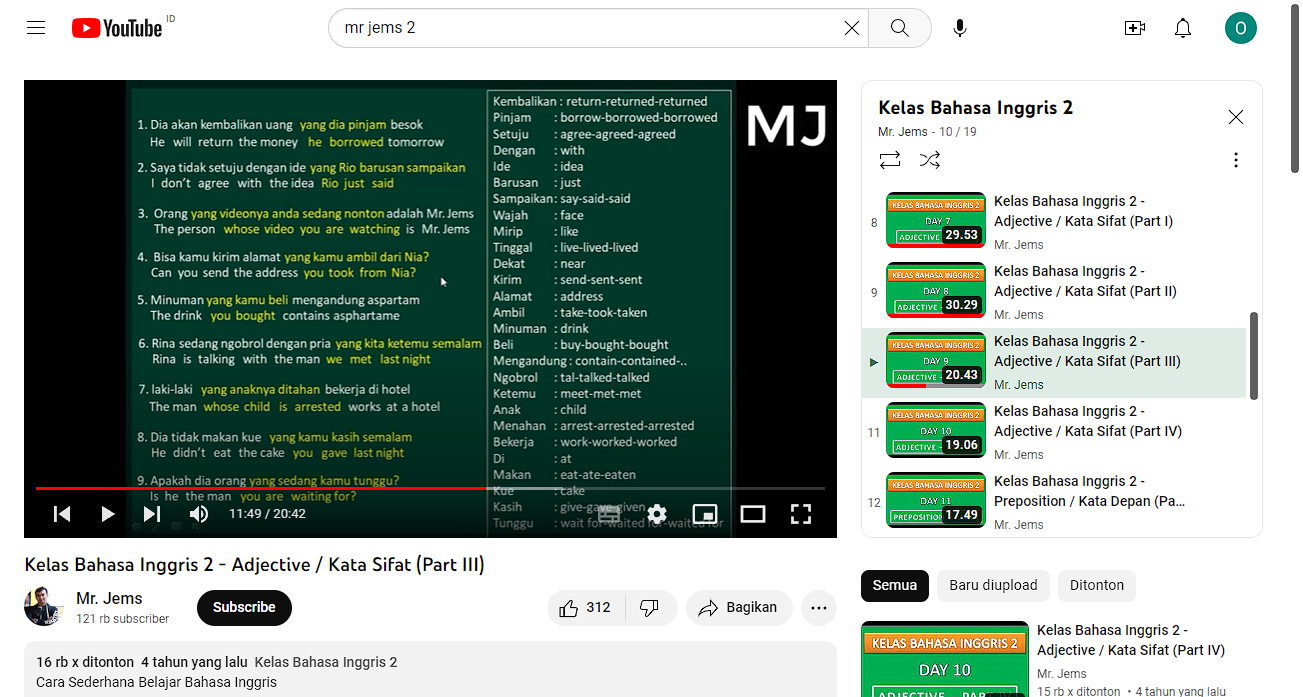 YouTube ID
mr jems 2
O
1. Dia akan kembalikan uang yang dia pinjam besok
He will return the money he borrowed tomorrow
2. Saya tidak setuju dengan ide yang Rio barusan sampaikan
I don't agree with the idea Rio just said
3. Orang yang videonya anda sedang nonton adalah Mr. Jems
The person whose video you are watching is Mr. Jems
4. Bisa kamu kirim alamat yang kamu ambil dari Nia?
Can you send the address you took from Nia?
5. Minuman yang kamu beli mengandung aspartam
The drink you bought contains asphartame
6. Rina sedang ngobrol dengan pria yang kita ketemu semalam
Rina is talking with the man we met last night
7. laki-laki yang anaknya ditahan bekerja di hotel
The man whose child is arrested works at a hotel
8. Dia tidak makan kue yang kamu kasih semalam
He didn't eat the cake you gave last night
9. Apakah dia orang yang sedang kamu tunggu?
Is he the man you are waiting for?
Kembalikan : return-returned-returned
Pinjam : borrow-borrowed-borrowed
Setuju : agree-agreed-agreed
Dengan : with
Ide : idea
Barusan : just
Sampaikan : say-said-said
Wajah : face
Mirip : like
Tinggal : live-lived-lived
Dekat : near
Kirim : send-sent-sent
Alamat : address
Ambil : take-took-taken
Minuman : drink
Beli : buy-bought-bought
Mengandung : contain-contained-..
Ngobrol : tal-talked-talked
Ketemu : meet-met-met
Anak : child
Menahan : arrest-arrested-arrested
Bekerja : work-worked-worked
Di : at
Makan : eat-ate-eaten
Kue : cake
Kasih : give-gave-given
Tunggu : wait for-waited for-waited for
MJ
11:49 / 20:42
Kelas Bahasa Inggris 2 - Adjective / Kata Sifat (Part III)
Mr. Jems
121 rb subscriber
Subscribe
312
Bagikan
16 rb x ditonton 4 tahun yang lalu Kelas Bahasa Inggris 2
Cara Sederhana Belajar Bahasa Inggris
Kelas Bahasa Inggris 2
Mr. Jems - 10 / 19
8
KELAS BAHASA INGGRIS 2
DAY 7
ADJECTIVE
29.53
Kelas Bahasa Inggris 2 -
Adjective / Kata Sifat (Part I)
Mr. Jems
9
KELAS BAHASA INGGRIS 2
DAY 8
ADJECTIVE
30.29
Kelas Bahasa Inggris 2 -
Adjective / Kata Sifat (Part II)
Mr. Jems
KELAS BAHASA INGGRIS 2
DAY 9
ADJECTIVE
20.43
Kelas Bahasa Inggris 2 -
Adjective / Kata Sifat (Part III)
Mr. Jems
11
KELAS BAHASA INGGRIS 2
DAY 10
ADJECTIVE
19.06
Kelas Bahasa Inggris 2 -
Adjective / Kata Sifat (Part IV)
Mr. Jems
12
KELAS BAHASA INGGRIS 2
DAY 11
PREPOSITION
17.49
Kelas Bahasa Inggris 2 -
Preposition / Kata Depan (Pa...
Mr. Jems
Semua
Baru diupload
Ditonton
KELAS BAHASA INGGRIS 2
DAY 10
Kelas Bahasa Inggris 2 -
Adjective / Kata Sifat (Part IV)
Mr. Jems
15 rb x ditonton • 4 tahun yang lalu